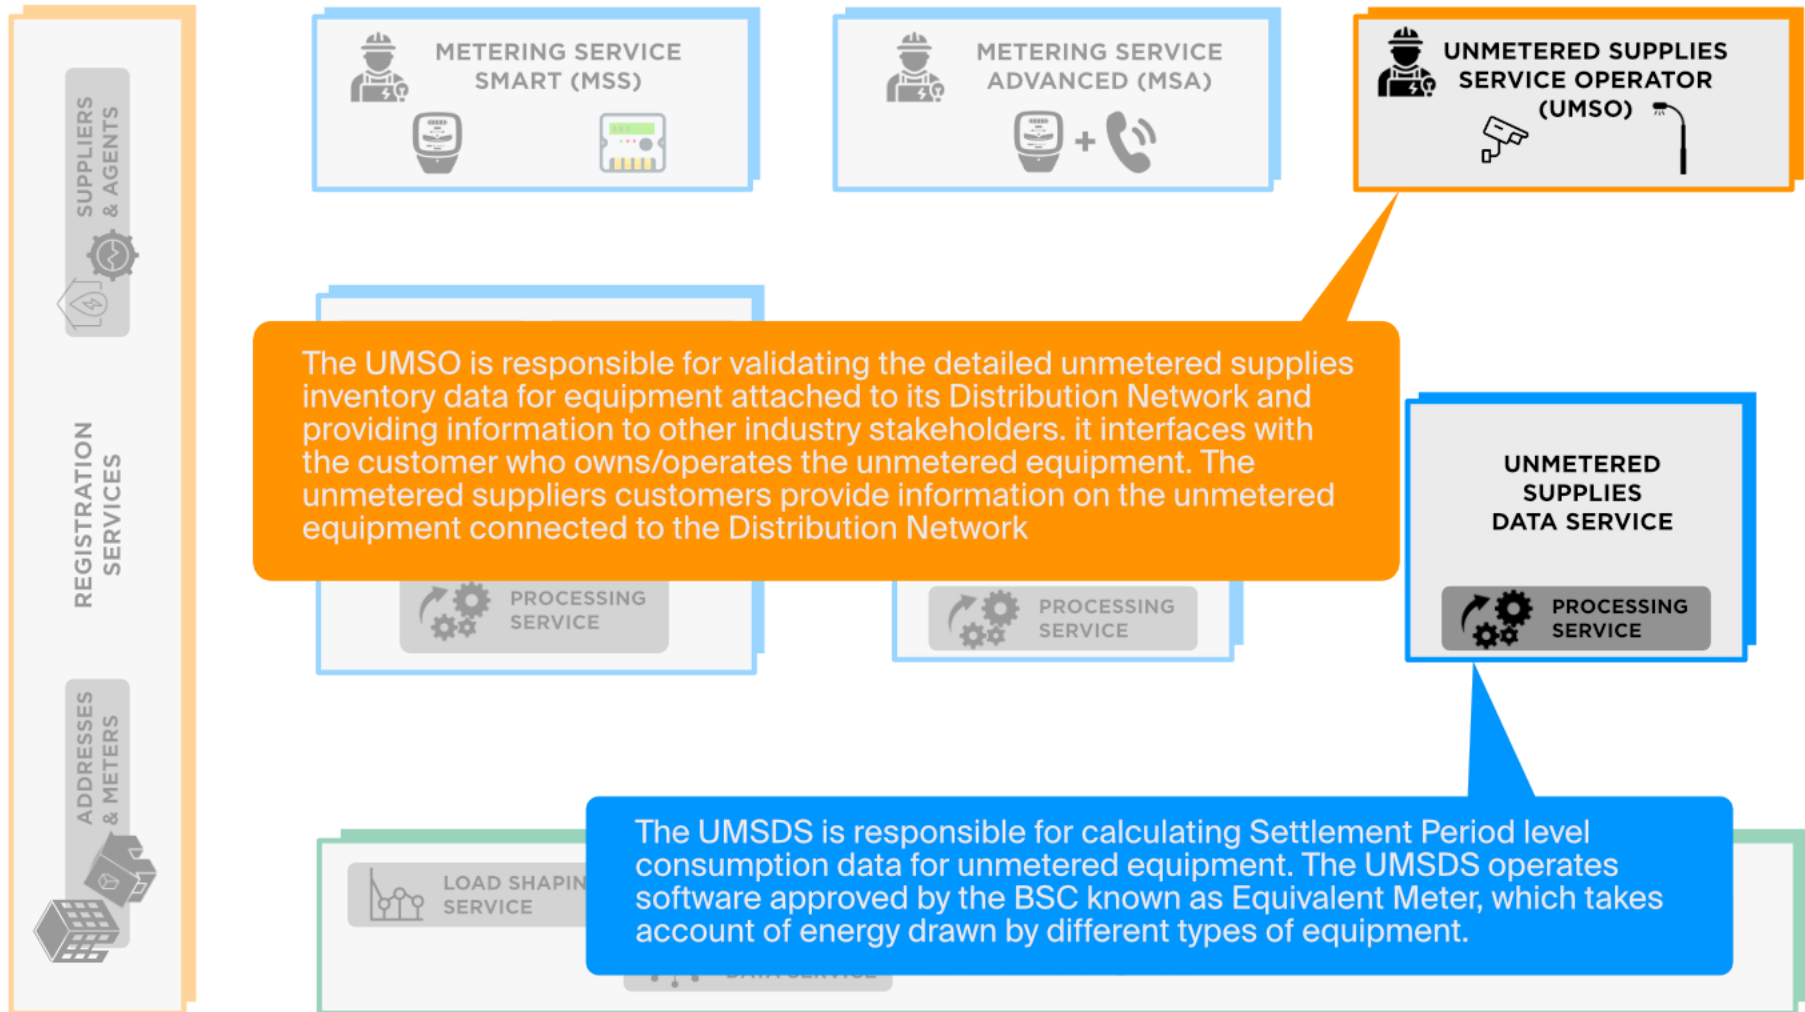 SUPPLIERS
& AGENTS
REGISTRATION
SERVICES
ADDRESSES
& METERS
METERING SERVICE
SMART (MSS)
METERING SERVICE
ADVANCED (MSA)
UNMETERED SUPPLIES
SERVICE OPERATOR
(UMSO)
The UMSO is responsible for validating the detailed unmetered supplies
inventory data for equipment attached to its Distribution Network and
providing information to other industry stakeholders. it interfaces with
the customer who owns/operates the unmetered equipment. The
unmetered suppliers customers provide information on the unmetered
equipment connected to the Distribution Network
PROCESSING
SERVICE
PROCESSING
SERVICE
UNMETERED
SUPPLIES
DATA SERVICE
PROCESSING
SERVICE
LOAD SHAPIN
SERVICE
The UMSDS is responsible for calculating Settlement Period level
consumption data for unmetered equipment. The UMSDS operates
software approved by the BSC known as Equivalent Meter, which takes
account of energy drawn by different types of equipment.
DATA SERVICE